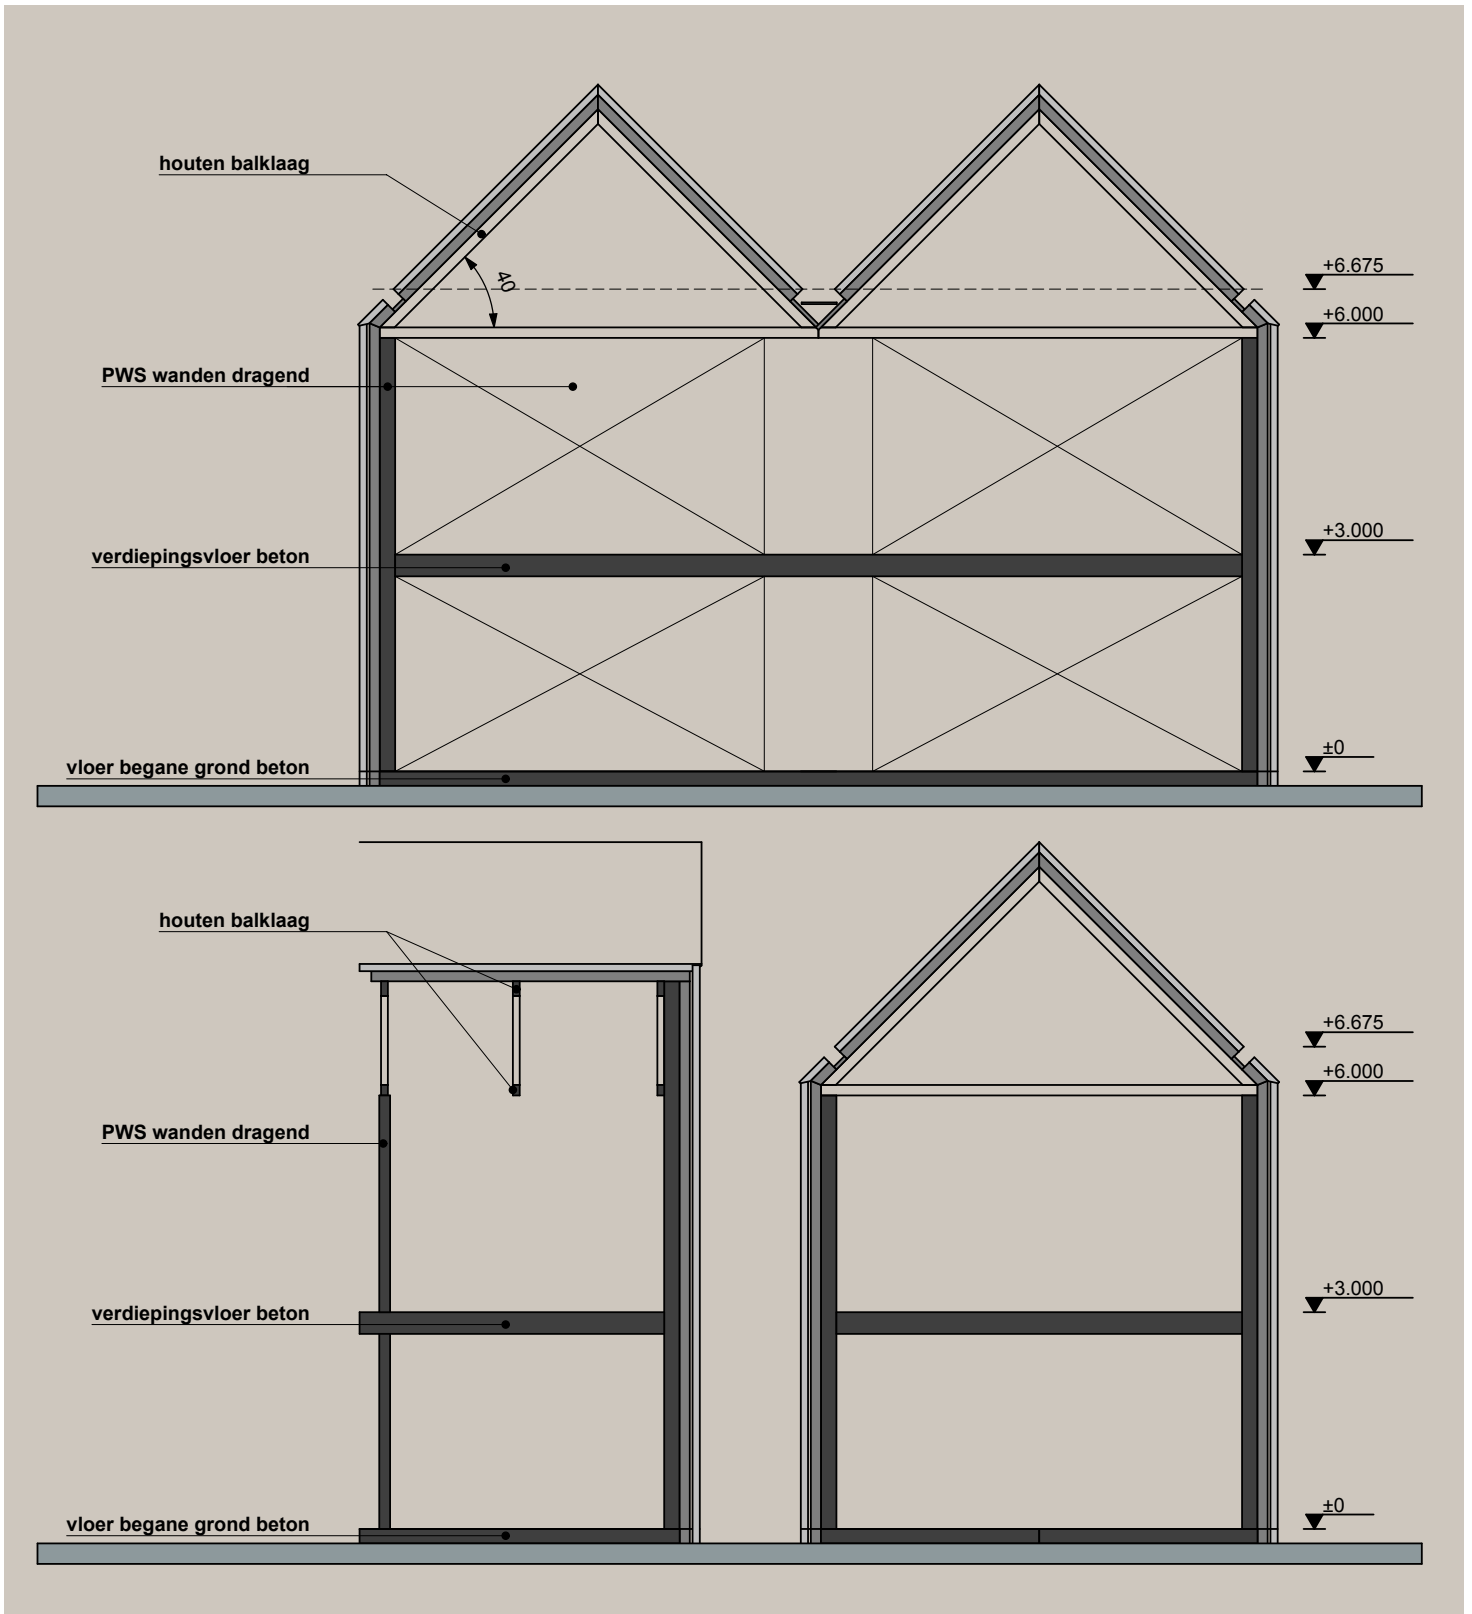 houten balklaag
40
+6.675
+6.000
PWS wanden dragend
+3.000
verdiepingsvloer beton
±0
vloer begane grond beton
houten balklaag
+6.675
+6.000
PWS wanden dragend
+3.000
verdiepingsvloer beton
±0
vloer begane grond beton